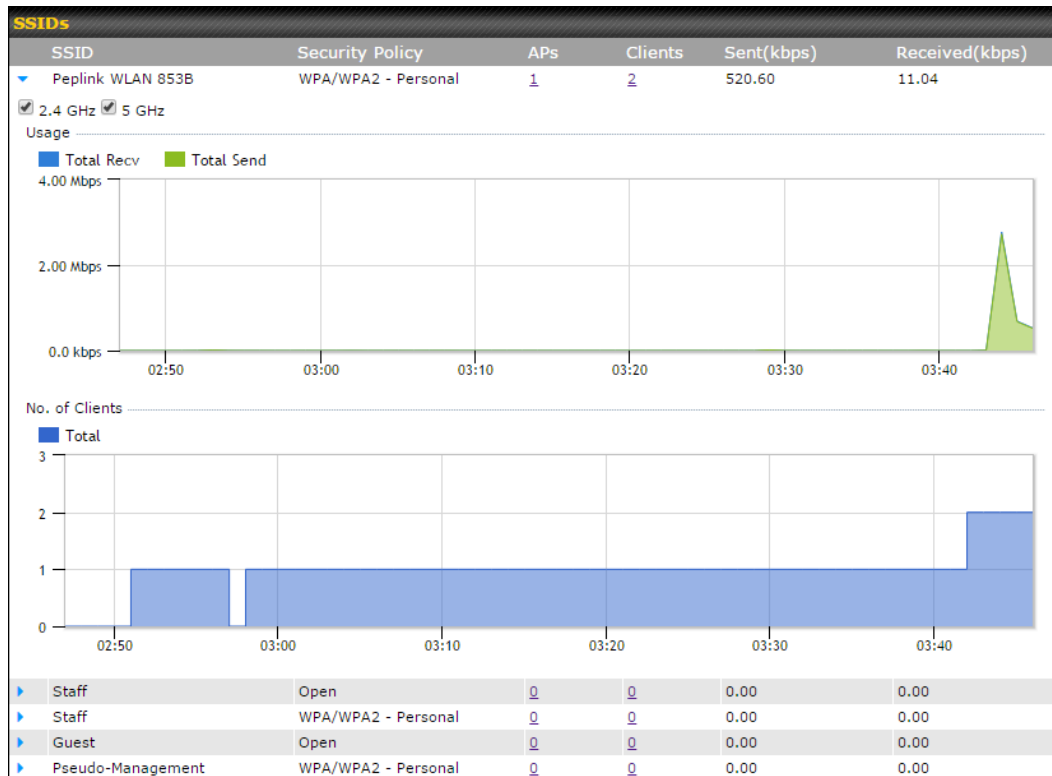 SSIDs
SSID Security Policy APs Clients Sent(kbps) Received(kbps)
Peplink WLAN 853B WPA/WPA2 - Personal 1 2 520.60 11.04
2.4 GHz 5 GHz
Usage
Total Recv Total Send
4.00 Mbps
2.00 Mbps
0.0 kbps
02:50 03:00 03:10 03:20 03:30 03:40
No. of Clients
Total
3
2
1
0
02:50 03:00 03:10 03:20 03:30 03:40
Staff Open 0 0 0.00 0.00
Staff WPA/WPA2 - Personal 0 0 0.00 0.00
Guest Open 0 0 0.00 0.00
Pseudo-Management WPA/WPA2 - Personal 0 0 0.00 0.00